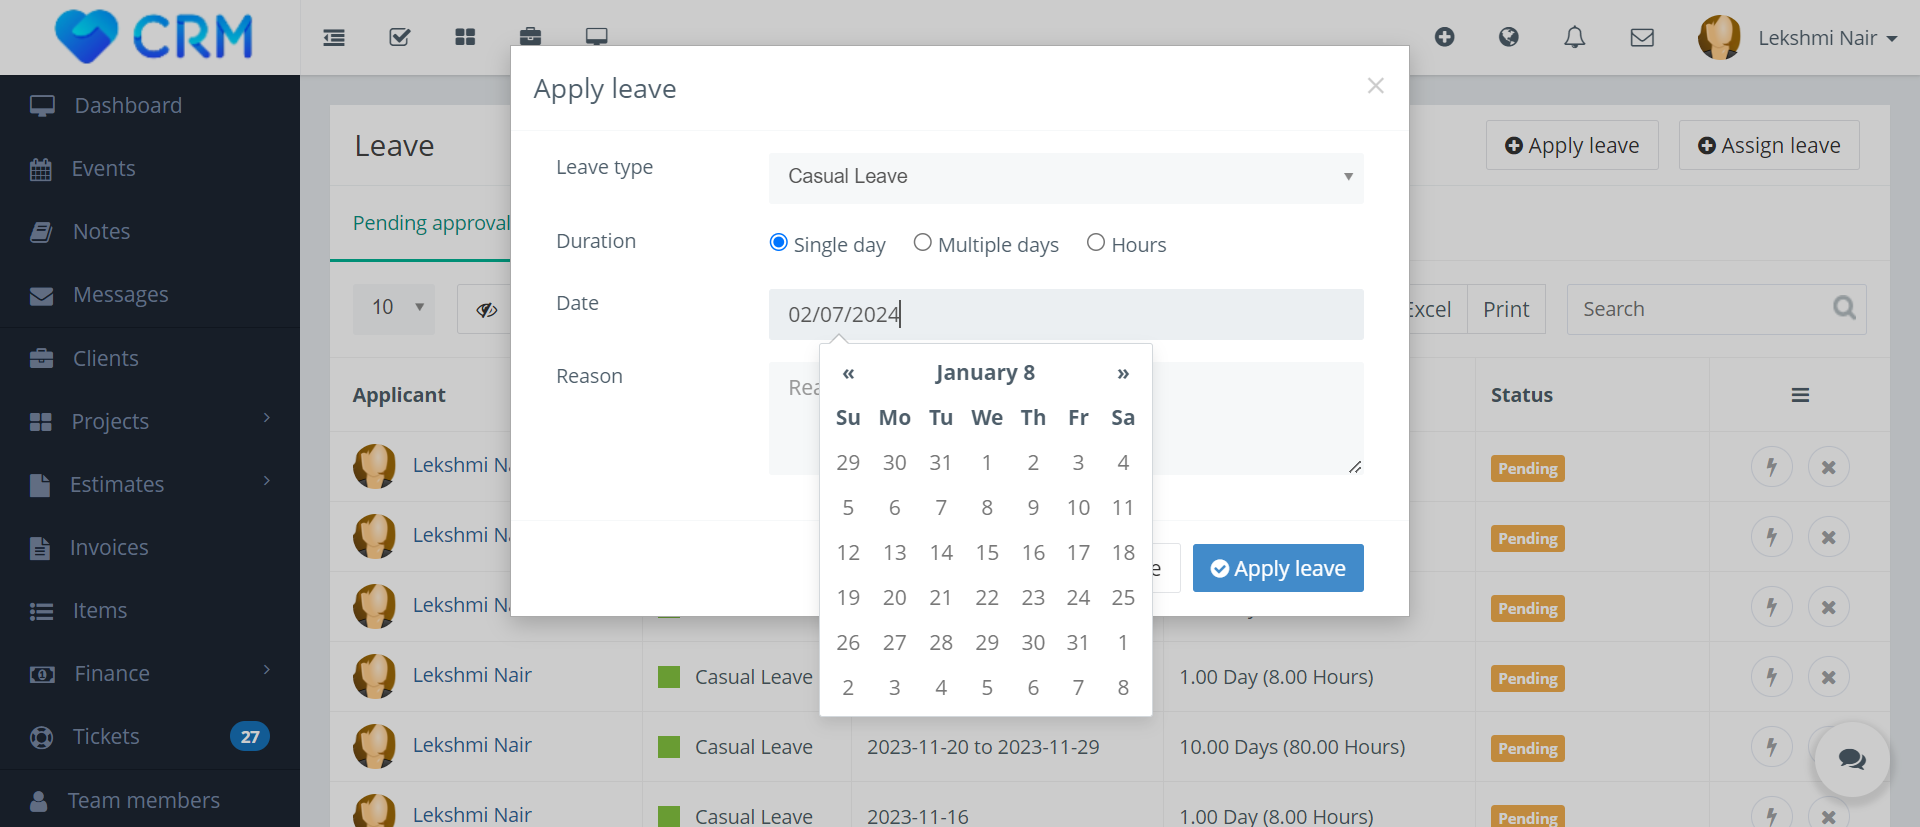 CRM
Lekshmi Nair
Dashboard
Events
Notes
Messages
Clients
Projects
Estimates
Invoices
Items
Finance
Tickets 27
Team members
Leave
Apply leave
Assign leave
Pending approval
10
Excel
Print
Search
Applicant
Status
Lekshmi Na
Pending
Lekshmi Na
Pending
Lekshmi Na
Pending
Lekshmi Nair Casual Leave 1.00 Day (8.00 Hours) Pending
Lekshmi Nair Casual Leave 2023-11-20 to 2023-11-29 10.00 Days (80.00 Hours) Pending
Lekshmi Nair Casual Leave 2023-11-16 1.00 Day (8.00 Hours) Pending
Apply leave
×
Leave type Casual Leave
Duration Single day Multiple days Hours
Date 02/07/2024
Reason
Apply leave
« January 8 »
Su Mo Tu We Th Fr Sa
29 30 31 1 2 3 4
5 6 7 8 9 10 11
12 13 14 15 16 17 18
19 20 21 22 23 24 25
26 27 28 29 30 31 1
2 3 4 5 6 7 8